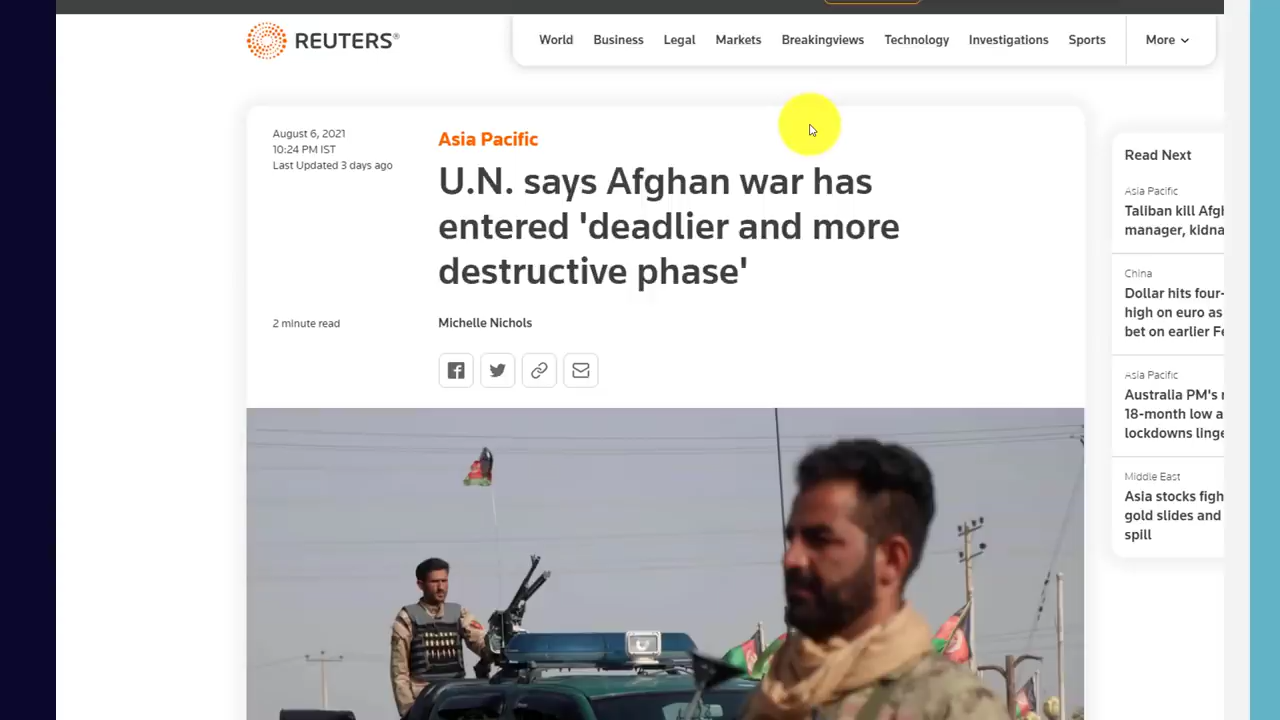 REUTERS®
World Business Legal Markets Breakingviews Technology Investigations Sports More
August 6, 2021
10:24 PM IST
Last Updated 3 days ago
Asia Pacific
U.N. says Afghan war has
entered 'deadlier and more
destructive phase'
2 minute read
Michelle Nichols
Read Next
Asia Pacific
Taliban kill Afgh
manager, kidna
China
Dollar hits four-
high on euro as
bet on earlier Fe
Asia Pacific
Australia PM's r
18-month low a
lockdowns linge
Middle East
Asia stocks figh
gold slides and
spill